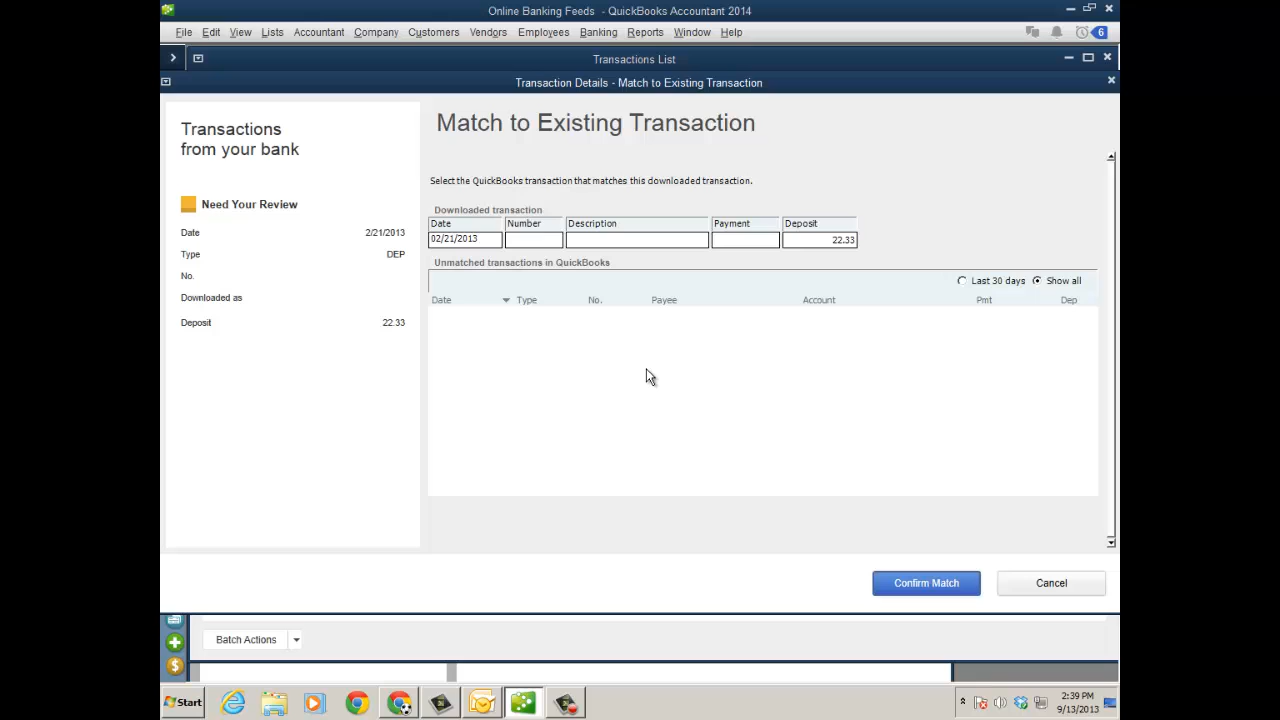 Online Banking Feeds - QuickBooks Accountant 2014
File Edit View Lists Accountant Company Customers Vendors Employees Banking Reports Window Help
6
Transactions List
Transaction Details - Match to Existing Transaction
Transactions
from your bank
Need Your Review
Date 2/21/2013
Type DEP
No.
Downloaded as
Deposit 22.33
Match to Existing Transaction
Select the QuickBooks transaction that matches this downloaded transaction.
Downloaded transaction
Date Number Description Payment Deposit
02/21/2013 22.33
Unmatched transactions in QuickBooks
Last 30 days Show all
Date Type No. Payee Account Pmt Dep
Confirm Match Cancel
Batch Actions
Start
2:39 PM
9/13/2013